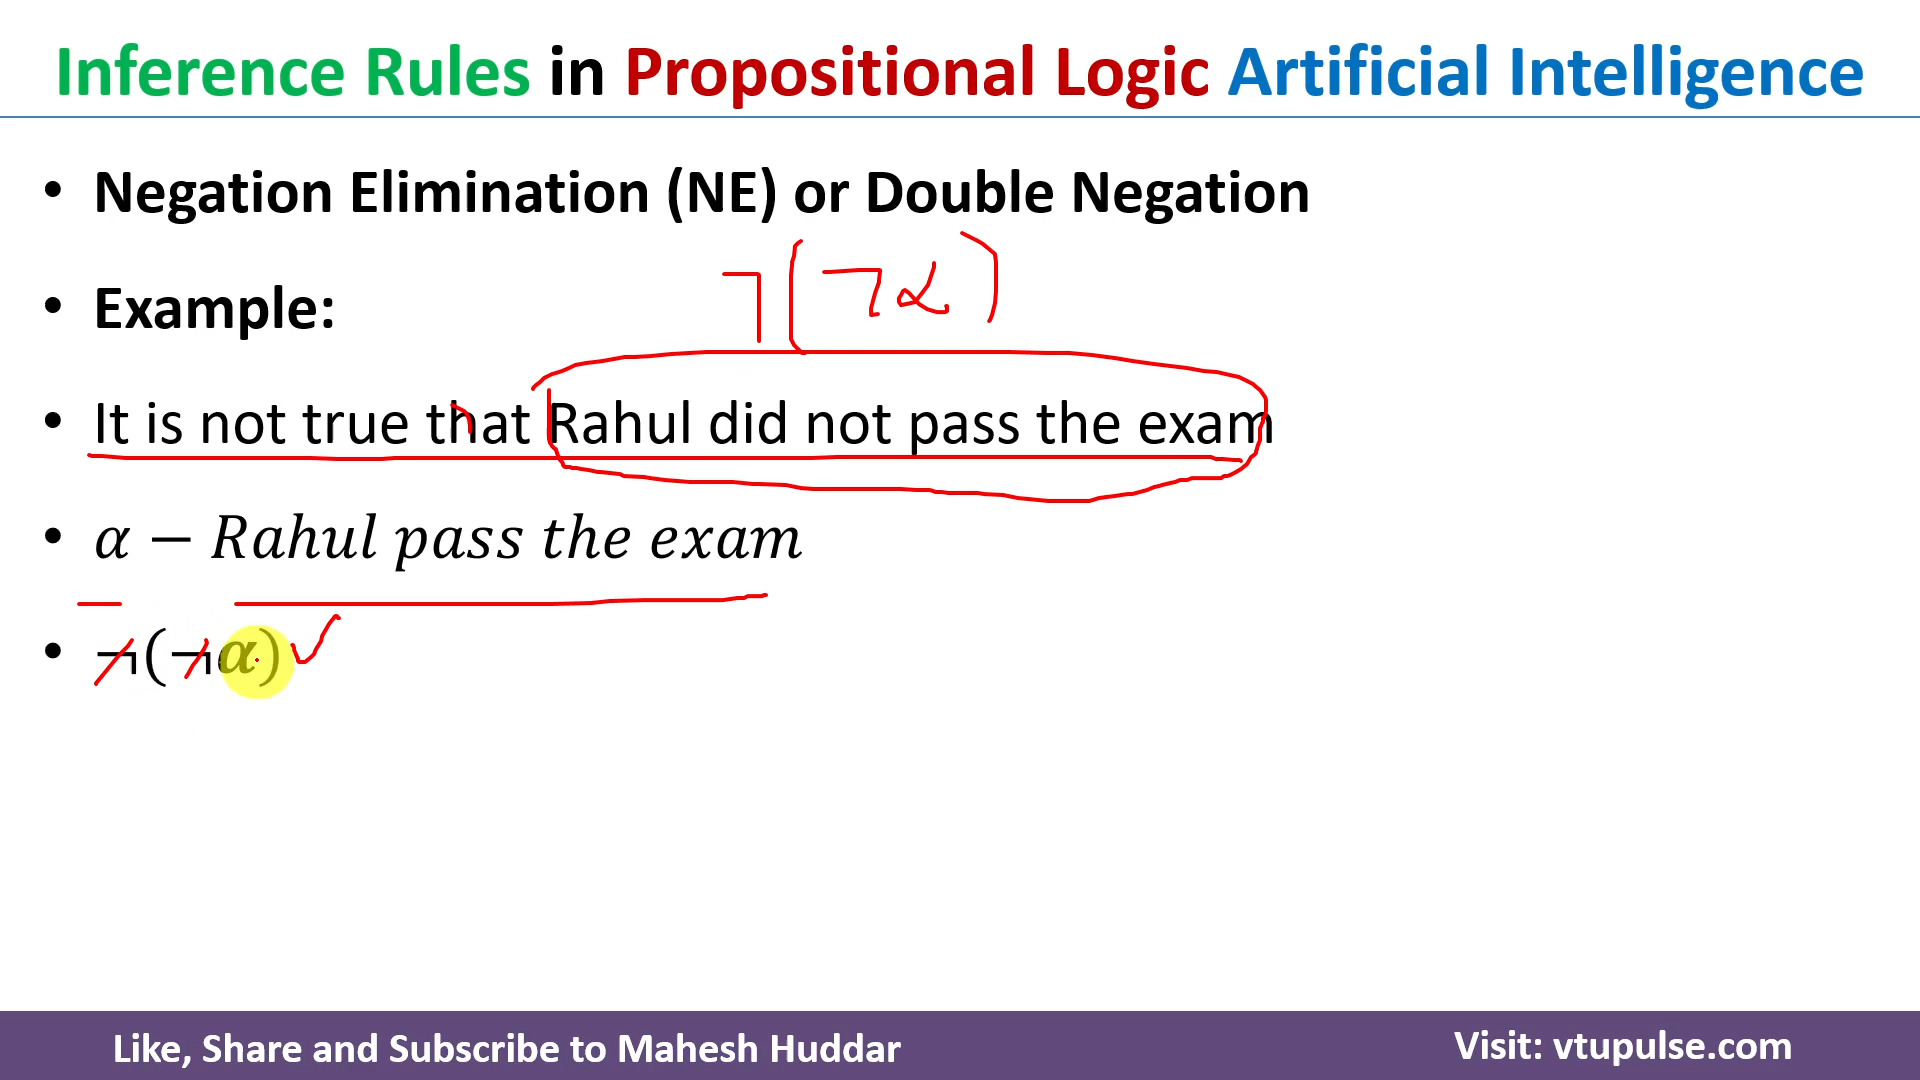 Inference Rules in Propositional Logic Artificial Intelligence
• Negation Elimination (NE) or Double Negation
¬(¬α)
• Example:
• It is not true that Rahul did not pass the exam
• α − Rahul pass the exam
• ¬(¬α)
Like, Share and Subscribe to Mahesh Huddar
Visit: vtupulse.com